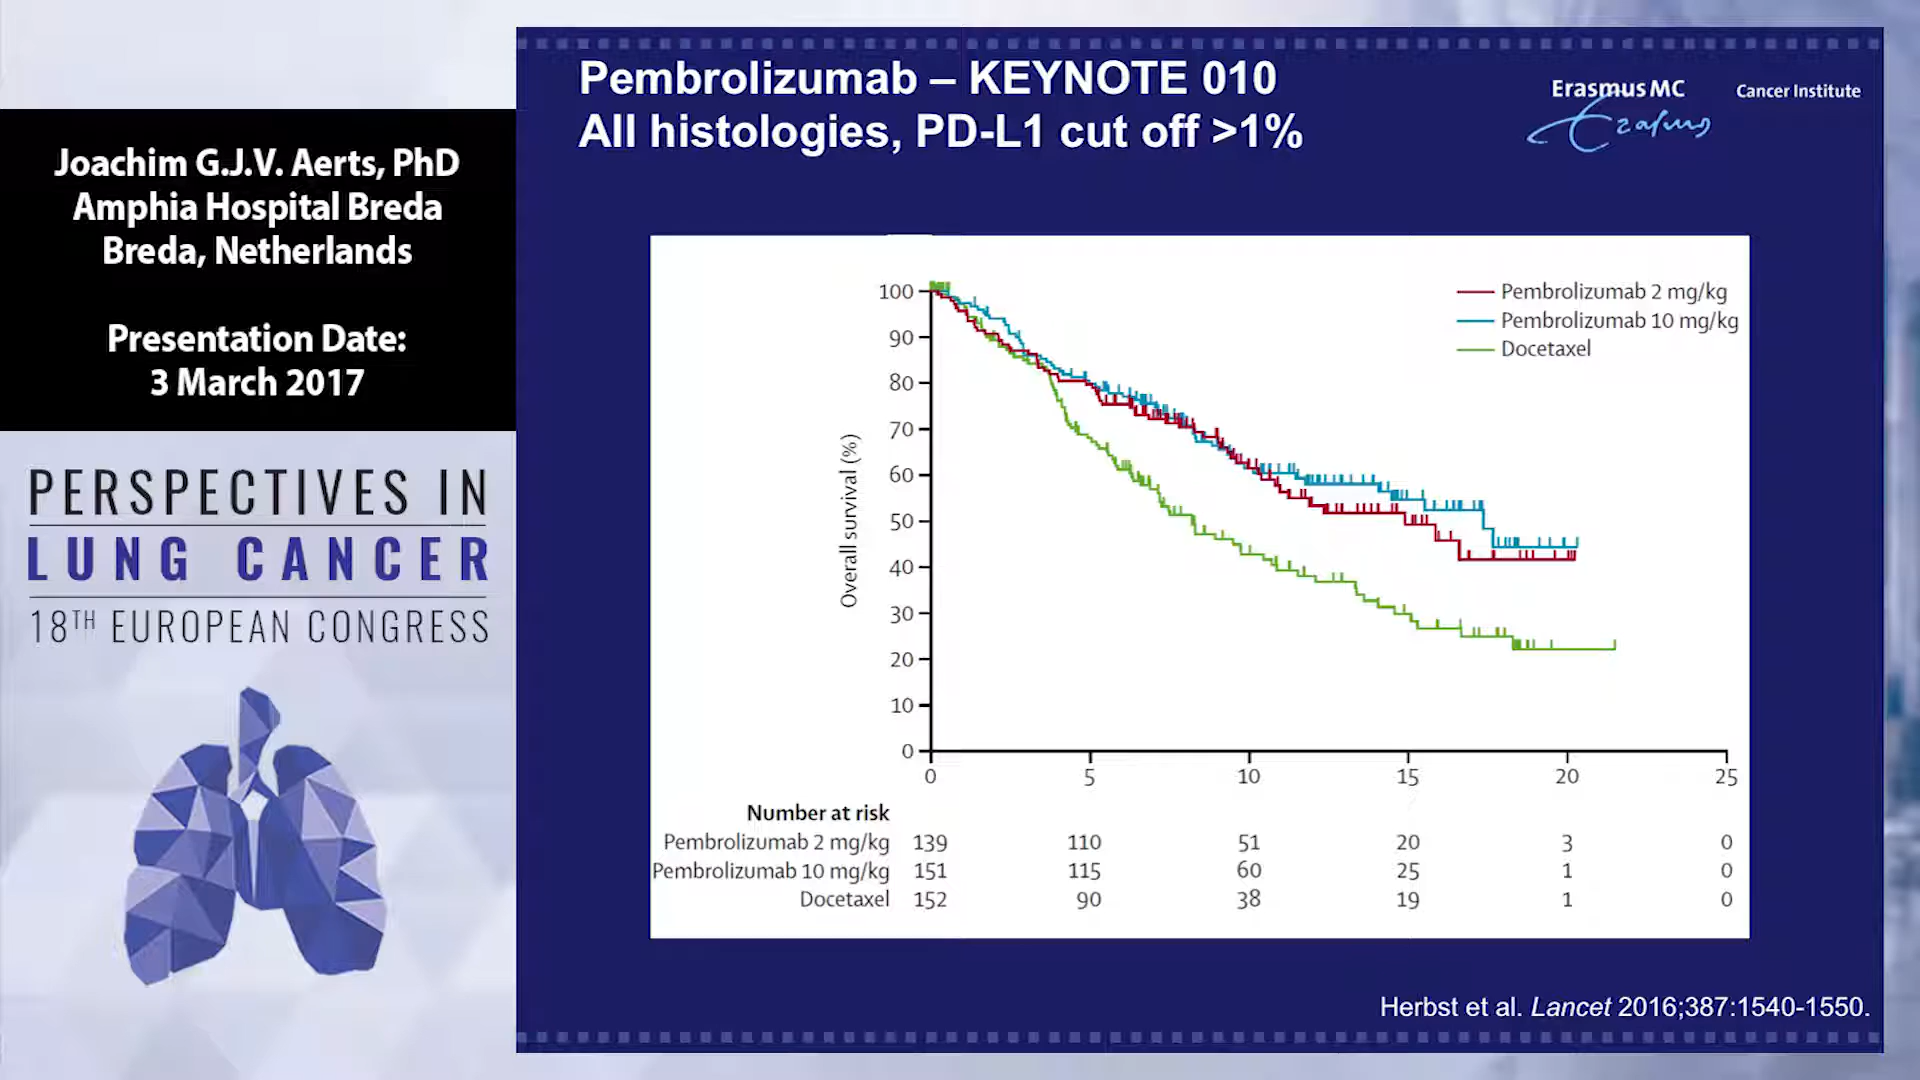 Joachim G.J.V. Aerts, PhD
Amphia Hospital Breda
Breda, Netherlands
Presentation Date:
3 March 2017
PERSPECTIVES IN
LUNG CANCER
18TH EUROPEAN CONGRESS
Pembrolizumab – KEYNOTE 010
All histologies, PD-L1 cut off >1%
Erasmus MC
Cancer Institute
Erasmus
Pembrolizumab 2 mg/kg
Pembrolizumab 10 mg/kg
Docetaxel
Overall survival (%)
100
90
80
70
60
50
40
30
20
10
0
0 5 10 15 20 25
Number at risk
Pembrolizumab 2 mg/kg 139 110 51 20 3 0
Pembrolizumab 10 mg/kg 151 115 60 25 1 0
Docetaxel 152 90 38 19 1 0
Herbst et al. Lancet 2016;387:1540-1550.